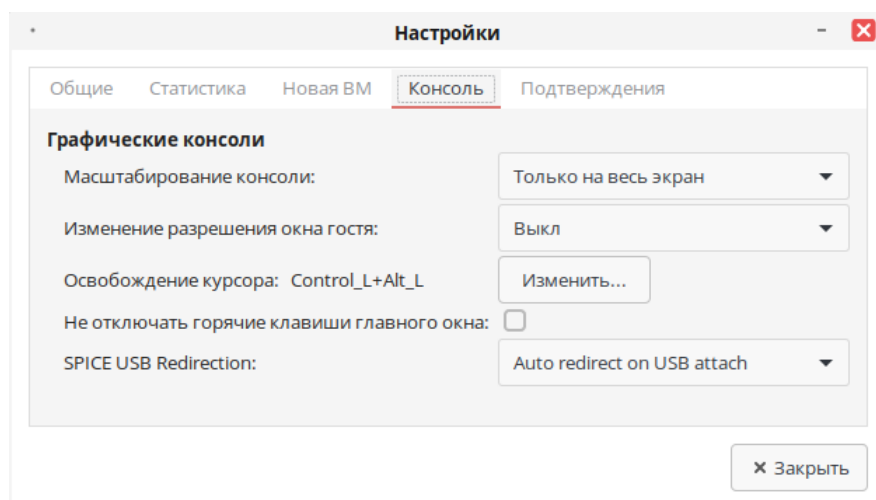 Настройки
Общие Статистика Новая ВМ Консоль Подтверждения
Графические консоли
Масштабирование консоли: Только на весь экран
Изменение разрешения окна гостя: Выкл
Освобождение курсора: Control_L+Alt_L Изменить...
Не отключать горячие клавиши главного окна:
SPICE USB Redirection: Auto redirect on USB attach
Закрыть